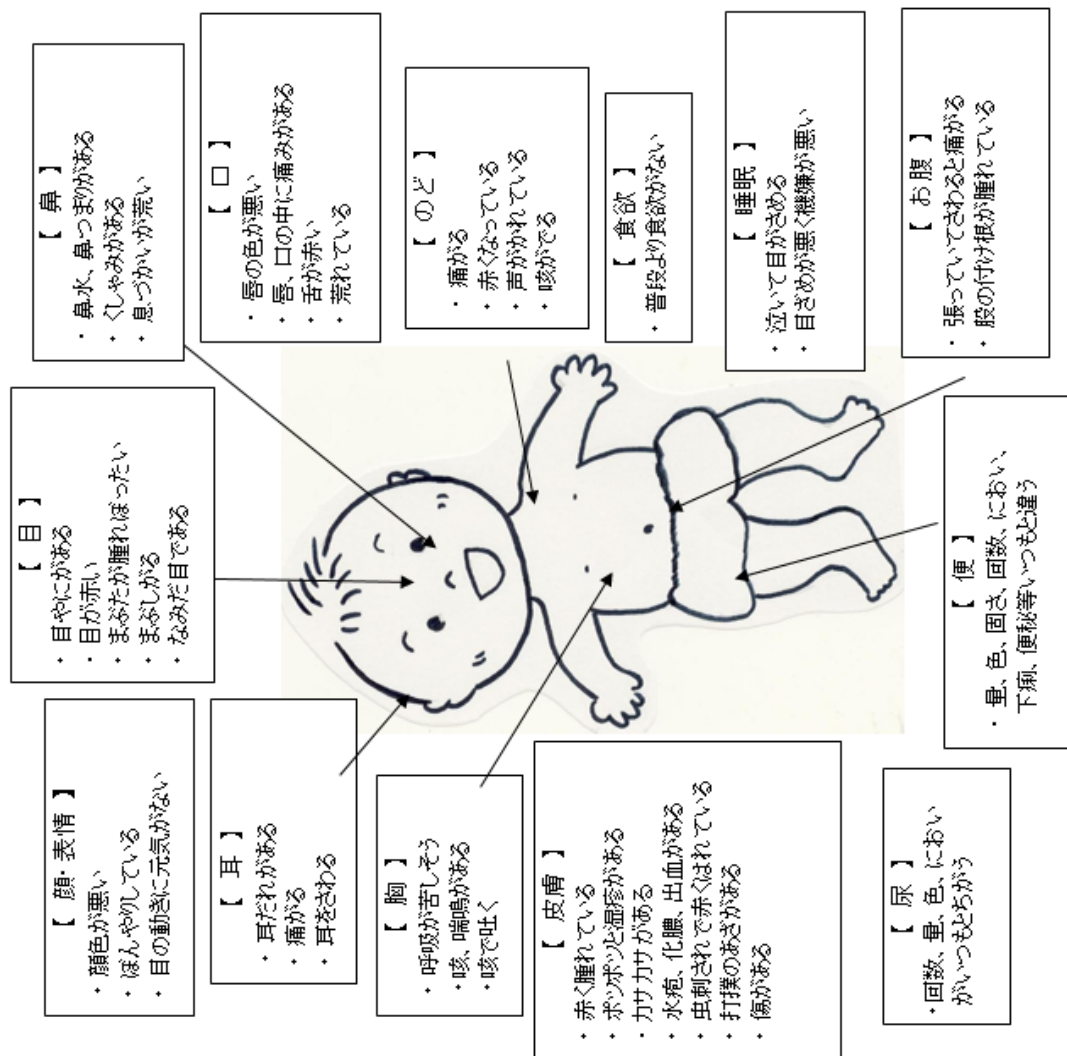 【 顔・表情 】
・ 顔色が悪い
・ ぼんやりしている
・ 目の動きに元気がない
【 目 】
・ 目やにがある
・ 目が赤い
・ まぶたが腫れぼったい
・ まぶしがる
・ なみだ目である
【 鼻 】
・ 鼻水、鼻つまりがある
・ くしゃみがある
・ 息づかいが荒い
【 耳 】
・ 耳だれがある
・ 痛がる
・ 耳をさわる
【 口 】
・ 唇の色が悪い
・ 唇、口の中に痛みがある
・ 舌が赤い
・ 荒れている
【 胸 】
・ 呼吸が苦しそう
・ 咳、喘鳴がある
・ 咳で吐く
【 のど 】
・ 痛がる
・ 赤くなっている
・ 声がかれている
・ 咳がでる
【 皮膚 】
・ 赤く腫れている
・ ポツポツと湿疹がある
・ カサカサがある
・ 水疱、化膿、出血がある
・ 虫刺されで赤くはれている
・ 打撲のあざがある
・ 傷がある
【 食欲 】
・ 普段より食欲がない
【 睡眠 】
・ 泣いて目がさめる
・ 目ざめが悪く機嫌が悪い
【 お腹 】
・ 張っていてさわると痛がる
・ 股の付け根が腫れている
【 尿 】
・ 回数、量、色、におい
がいつもとちがう
【 便 】
・ 量、色、固さ、回数、におい、
下痢、便秘等いつもと違う